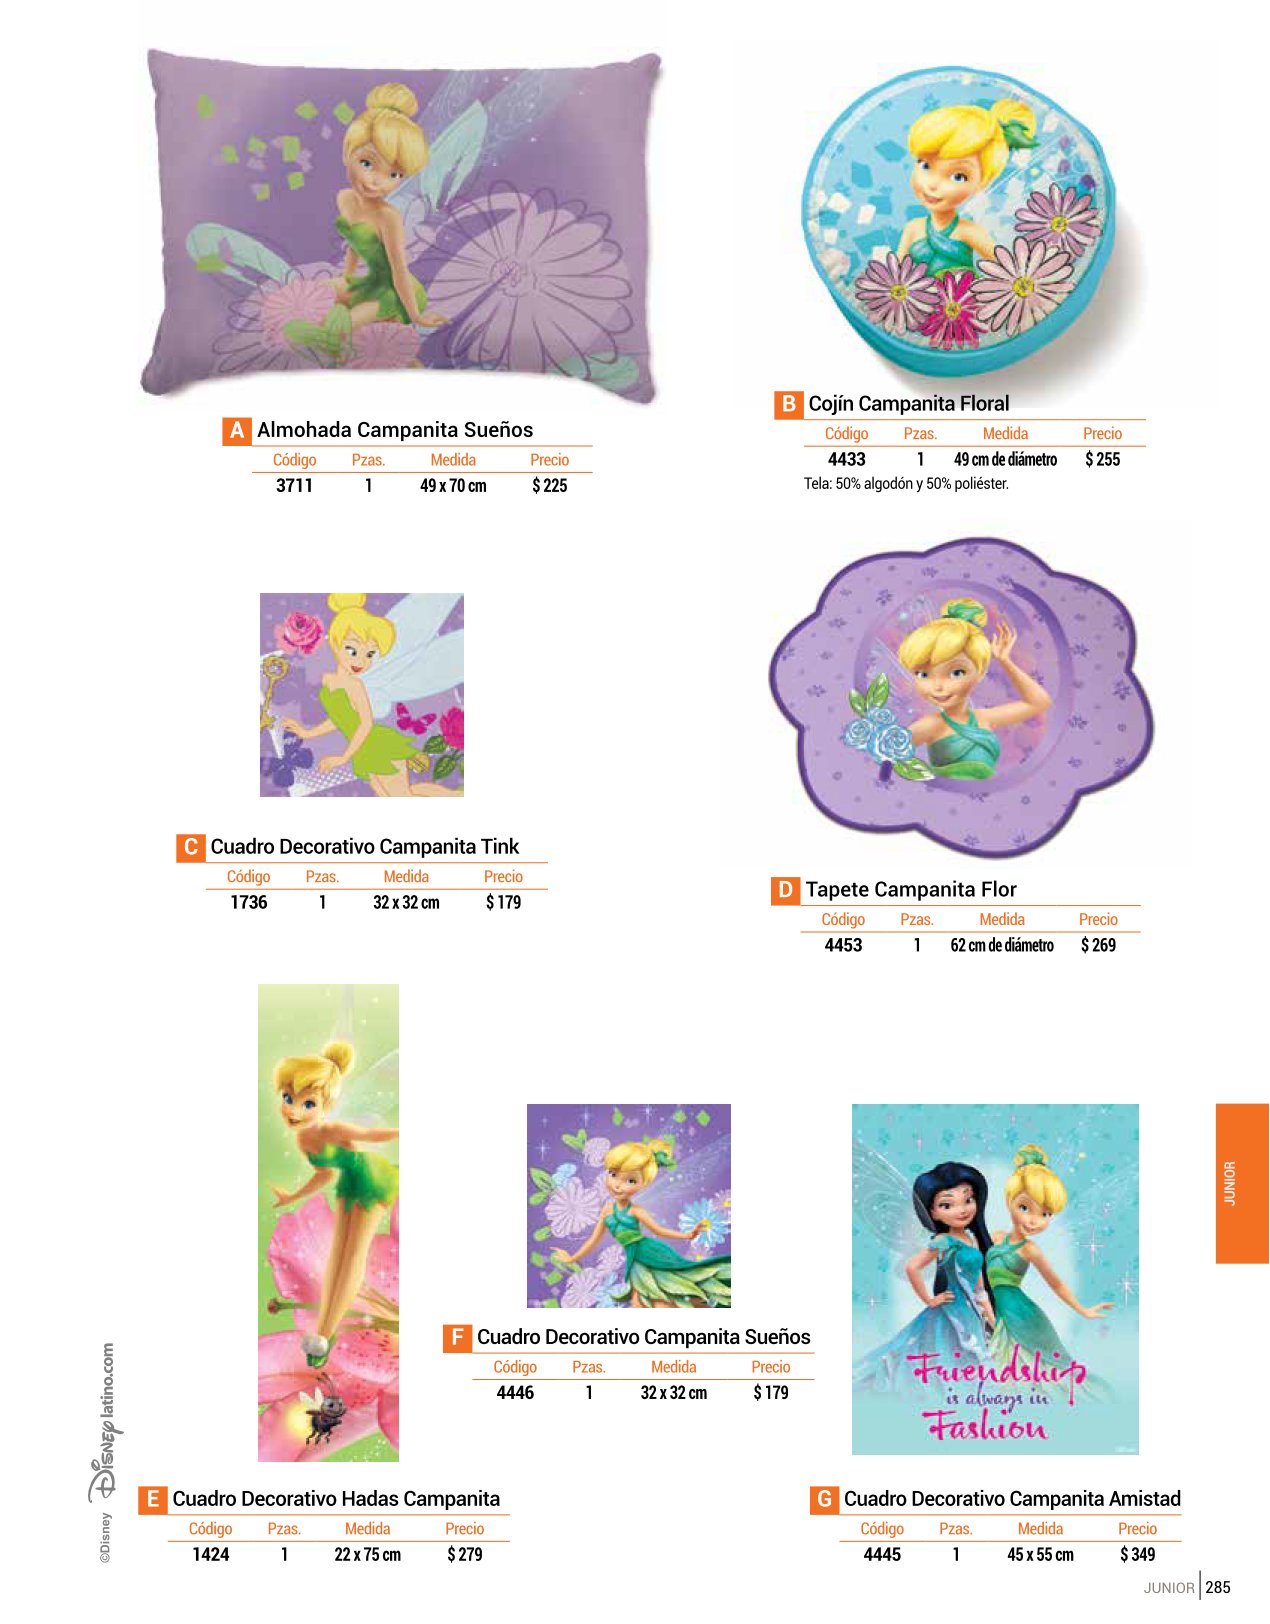 A Almohada Campanita Sueños
Código Pzas. Medida Precio
3711 1 49 x 70 cm $ 225
B Cojín Campanita Floral
Código Pzas. Medida Precio
4433 1 49 cm de diámetro $ 255
Tela: 50% algodón y 50% poliéster.
C Cuadro Decorativo Campanita Tink
Código Pzas. Medida Precio
1736 1 32 x 32 cm $ 179
D Tapete Campanita Flor
Código Pzas. Medida Precio
4453 1 62 cm de diámetro $ 269
JUNIOR
F Cuadro Decorativo Campanita Sueños
Código Pzas. Medida Precio
4446 1 32 x 32 cm $ 179
Friendship
is always in
Fashion
E Cuadro Decorativo Hadas Campanita
Código Pzas. Medida Precio
1424 1 22 x 75 cm $ 279
G Cuadro Decorativo Campanita Amistad
Código Pzas. Medida Precio
4445 1 45 x 55 cm $ 349
©Disney DISNEY latino.com
JUNIOR 285